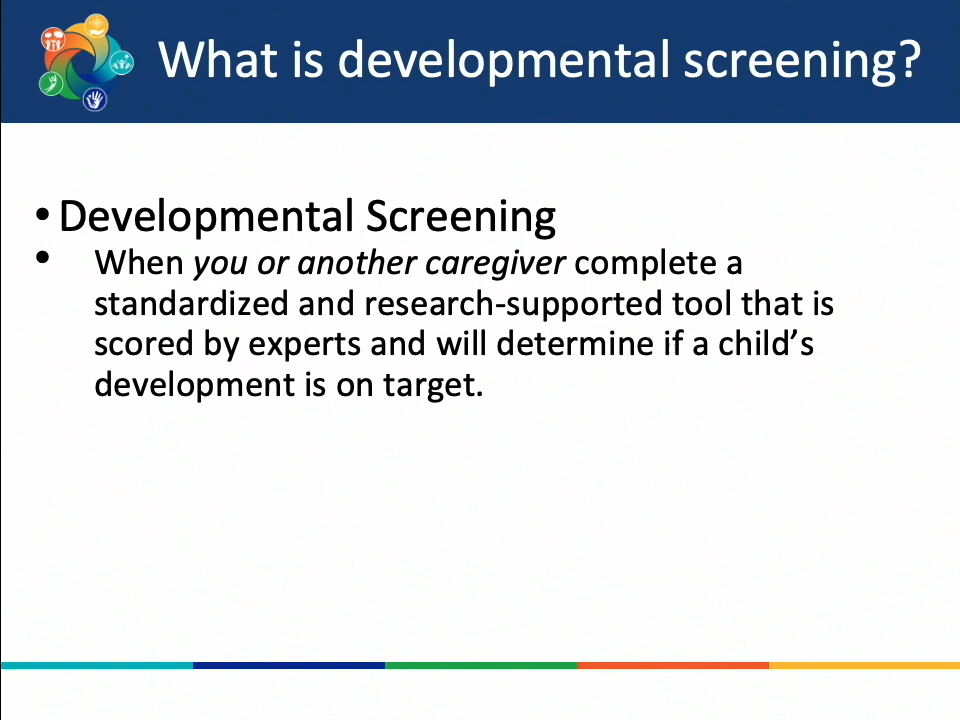 What is developmental screening?
• Developmental Screening
• When you or another caregiver complete a
standardized and research-supported tool that is
scored by experts and will determine if a child’s
development is on target.